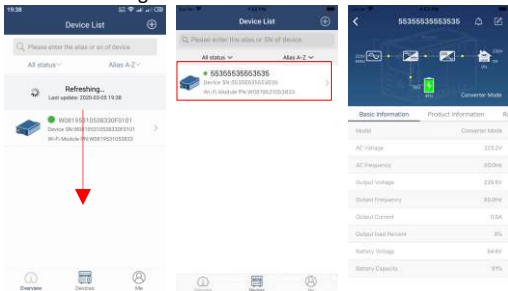 19:38
Device List
Please enter the alias or sn of device
All status
Alias A-Z
Refreshing...
Last update: 2020-03-05 19:38
W0819531053833OF0101
Wi-Fi Module PN:W0819531053833
Overview
Devices
Me
Device List
Please enter the alias or SN of device
All status
Alias A-Z
55355535553535
Device SN:55355535553535
Wi-Fi Module PN:W0819531053833
Me
55355535553535
Converter Mode
Basic Information
Product Information
Model
Converter Mode
AC Voltage
AC Frequency
Output Voltage
Output Frequency
Output Current
Output load Percent
Battery Voltage
Battery Capacity